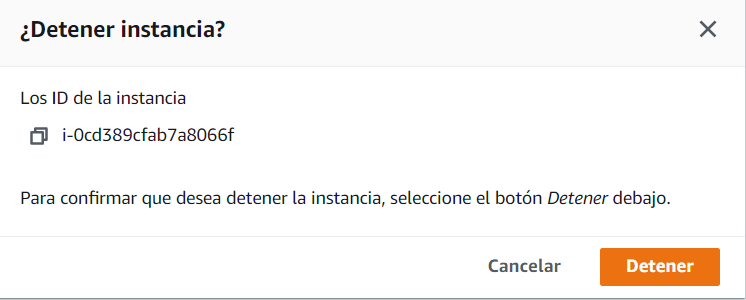 ¿Detener instancia?
Los ID de la instancia
i-0cd389cfab7a8066f
Para confirmar que desea detener la instancia, seleccione el botón Detener debajo.
Cancelar
Detener